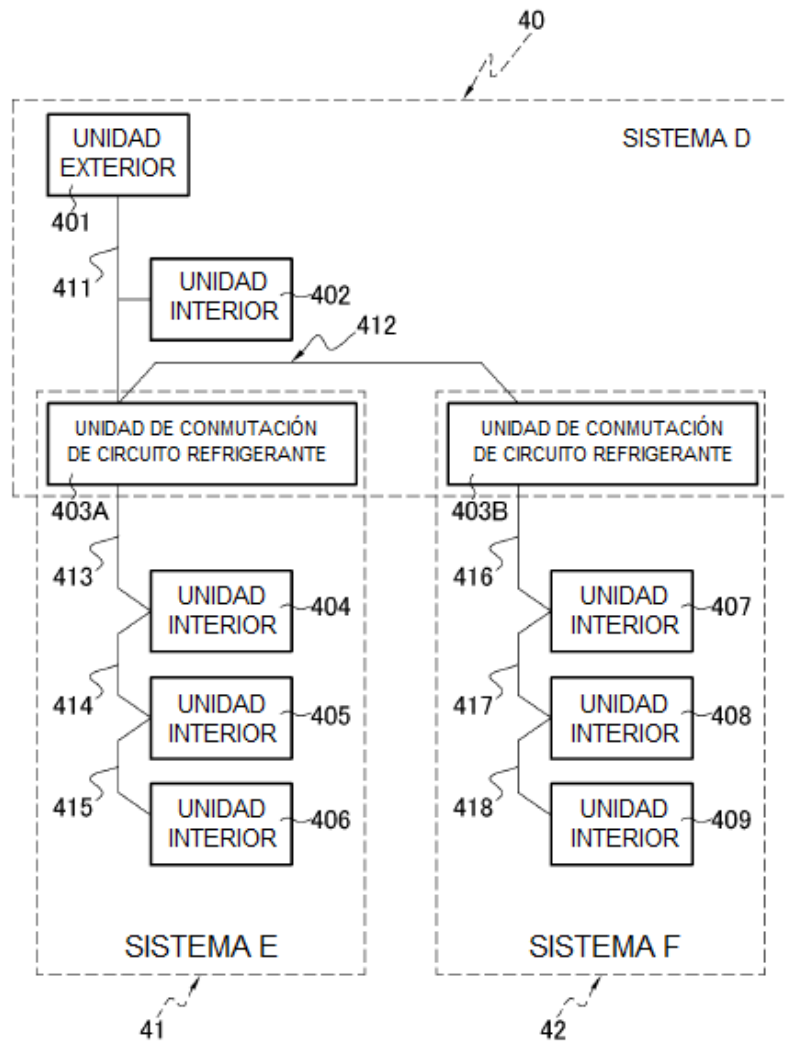 40
UNIDAD
EXTERIOR
SISTEMA D
401
411
UNIDAD
INTERIOR
402
412
UNIDAD DE CONMUTACIÓN
DE CIRCUITO REFRIGERANTE
UNIDAD DE CONMUTACIÓN
DE CIRCUITO REFRIGERANTE
403A
403B
413
416
UNIDAD
INTERIOR
404
UNIDAD
INTERIOR
407
414
417
UNIDAD
INTERIOR
405
UNIDAD
INTERIOR
408
415
418
UNIDAD
INTERIOR
406
UNIDAD
INTERIOR
409
SISTEMA E
SISTEMA F
41
42